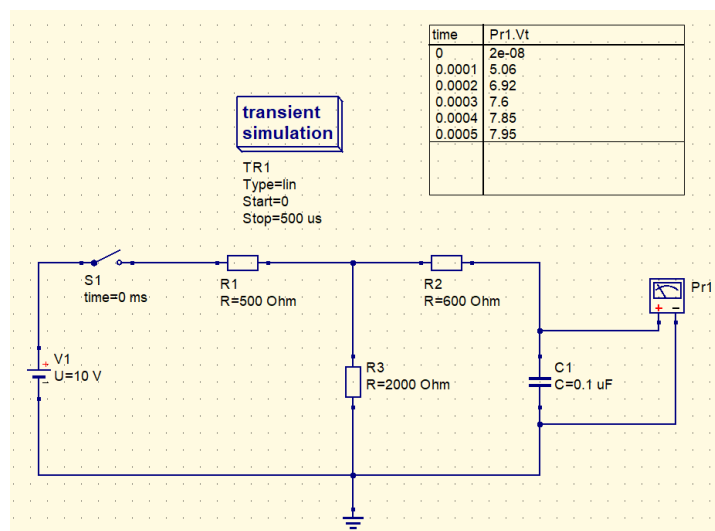 time Pr1.Vt
0 2e-08
0.0001 5.06
0.0002 6.92
0.0003 7.6
0.0004 7.85
0.0005 7.95
transient
simulation
TR1
Type=lin
Start=0
Stop=500 us
S1
time=0 ms
R1
R=500 Ohm
R2
R=600 Ohm
Pr1
V1
U=10 V
R3
R=2000 Ohm
C1
C=0.1 uF